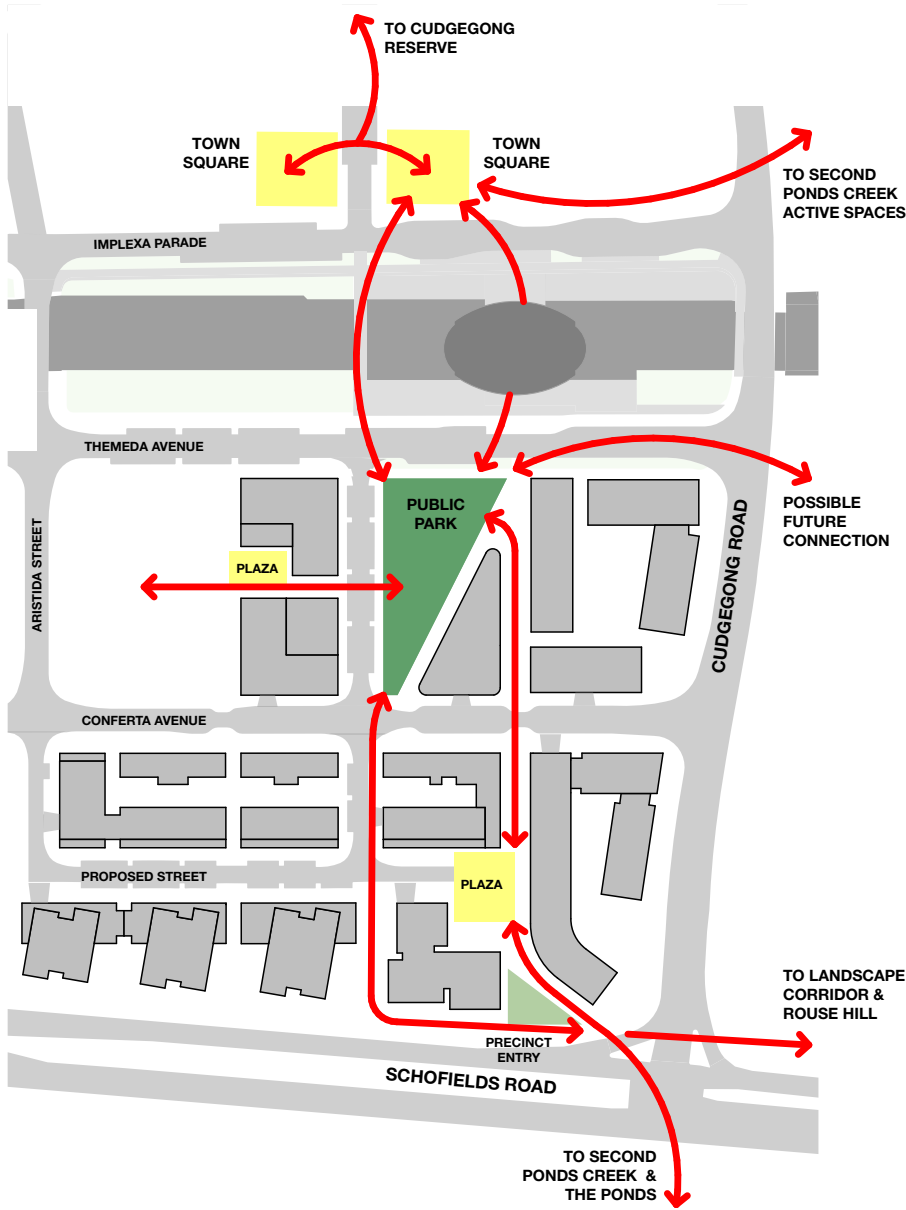 TO CUDGEGONG
RESERVE
TOWN
SQUARE
TOWN
SQUARE
TO SECOND
PONDS CREEK
ACTIVE SPACES
IMPLEXA PARADE
THEMEDA AVENUE
PUBLIC
PARK
POSSIBLE
FUTURE
CONNECTION
PLAZA
ARISTIDA STREET
CUDGEGONG ROAD
CONFERTA AVENUE
PROPOSED STREET
PLAZA
TO LANDSCAPE
CORRIDOR &
ROUSE HILL
PRECINCT
ENTRY
SCHOFIELDS ROAD
TO SECOND
PONDS CREEK &
THE PONDS